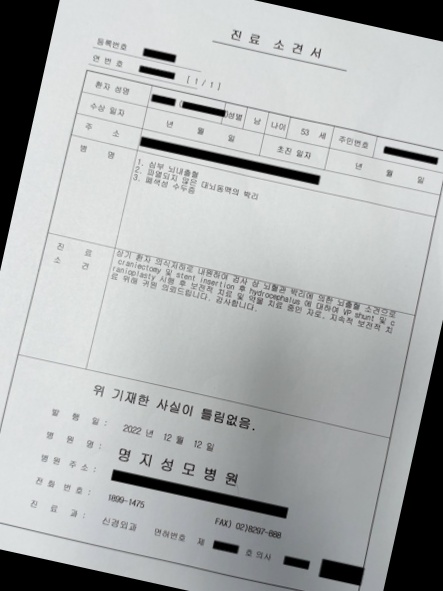 진 료 소 견 서
등록번호
연 번 호 [ 1 / 1 ]
환자 성명 성별 남 나이 53 세 주민번호
수상 일자 년 월 일 초진 일자 년 월 일
주 소
병 명
1. 심부 뇌내출혈
2. 파열되지 않은 대뇌동맥의 박리
3. 폐색성 수두증
진 료
소 견
상기 환자 의식저하로 내원하여 검사 상 뇌혈관 박리에 의한 뇌출혈 소견으로
craniectomy 및 stent insertion 후 hydrocephalus 에 대하여 VP shunt 및 c
ranioplasty 시행 후 보전적 치료 및 약물 치료 중인 자로, 지속적 보전적 치
료 위해 귀원 의뢰드립니다. 감사합니다.
위 기재한 사실이 틀림없음.
발 행 일 : 2022 년 12 월 12 일
병 원 명 : 명 지 성 모 병 원
병원 주소 :
전화 번호 : 1899-1475 FAX) 02)8297-888
진 료 과 : 신경외과 면허번호 제 호 의사